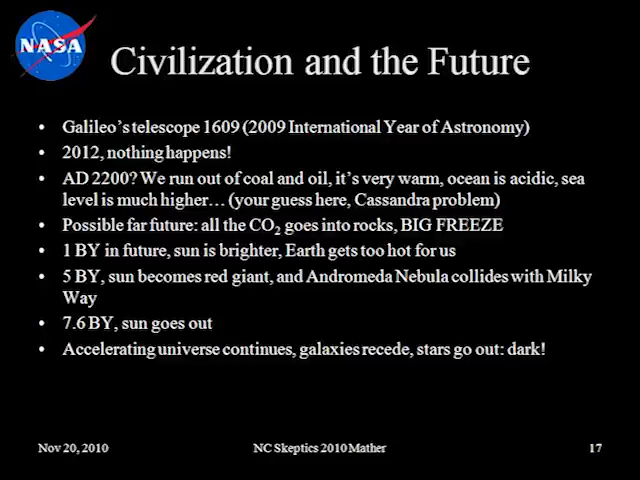 NASA
Civilization and the Future
• Galileo's telescope 1609 (2009 International Year of Astronomy)
• 2012, nothing happens!
• AD 2200? We run out of coal and oil, it's very warm, ocean is acidic, sea
level is much higher… (your guess here, Cassandra problem)
• Possible far future: all the CO₂ goes into rocks, BIG FREEZE
• 1 BY in future, sun is brighter, Earth gets too hot for us
• 5 BY, sun becomes red giant, and Andromeda Nebula collides with Milky
Way
• 7.6 BY, sun goes out
• Accelerating universe continues, galaxies recede, stars go out: dark!
Nov 20, 2010 NC Skeptics 2010 Mather 17